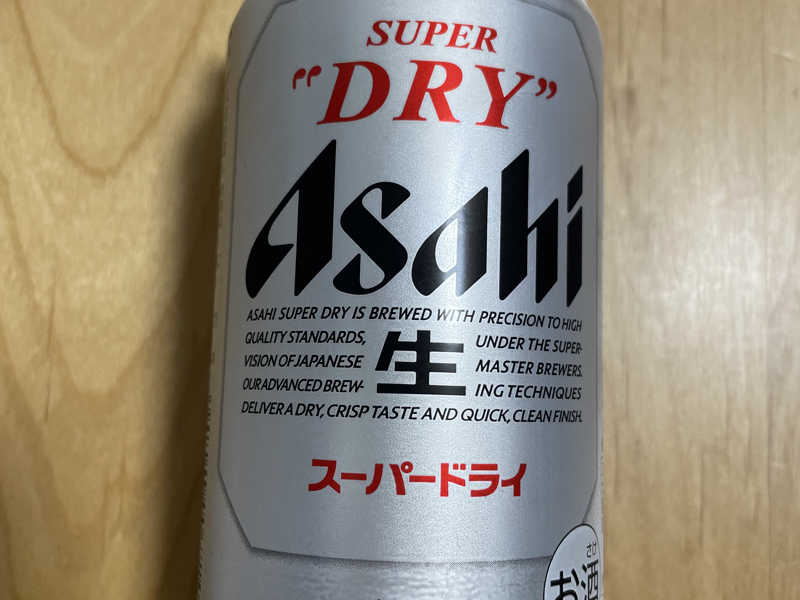 SUPER
"DRY"
Asahi
ASAHI SUPER DRY IS BREWED WITH PRECISION TO HIGH
QUALITY STANDARDS, UNDER THE SUPER-
VISION OF JAPANESE 生 MASTER BREWERS.
OUR ADVANCED BREW- ING TECHNIQUES
DELIVER A DRY, CRISP TASTE AND QUICK, CLEAN FINISH.
スーパードライ
さけ
お酒